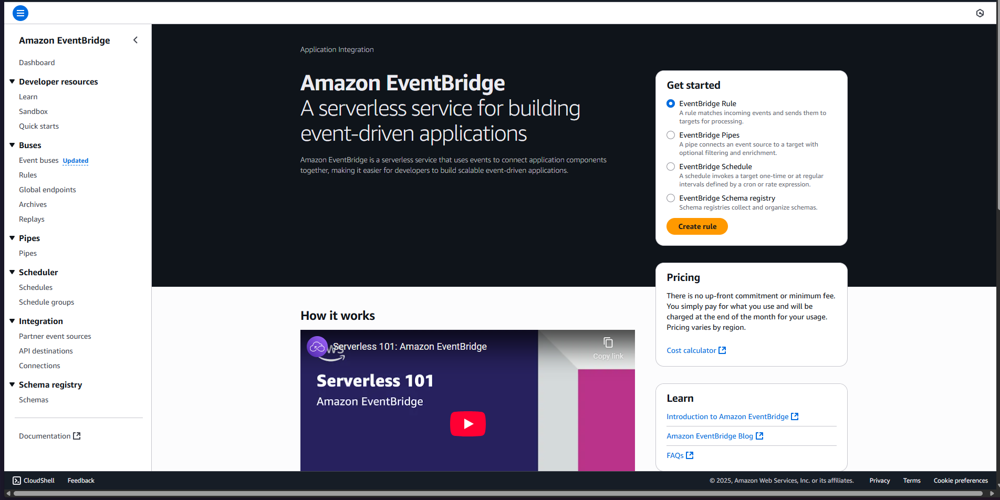 Amazon EventBridge
Dashboard
Developer resources
Learn
Sandbox
Quick starts
Buses
Event buses Updated
Rules
Global endpoints
Archives
Replays
Pipes
Pipes
Scheduler
Schedules
Schedule groups
Integration
Partner event sources
API destinations
Connections
Schema registry
Schemas
Documentation
Application Integration
Amazon EventBridge
A serverless service for building
event-driven applications
Amazon EventBridge is a serverless service that uses events to connect application components
together, making it easier for developers to build scalable event-driven applications.
Get started
EventBridge Rule
A rule matches incoming events and sends them to
targets for processing.
EventBridge Pipes
A pipe connects an event source to a target with
optional filtering and enrichment.
EventBridge Schedule
A schedule invokes a target one-time or at regular
intervals defined by a cron or rate expression.
EventBridge Schema registry
Schema registries collect and organize schemas.
Create rule
Pricing
There is no up-front commitment or minimum fee.
You simply pay for what you use and will be
charged at the end of the month for your usage.
Pricing varies by region.
Cost calculator
How it works
Serverless 101: Amazon EventBridge
Copy link
Serverless 101
Amazon EventBridge
Learn
Introduction to Amazon EventBridge
Amazon EventBridge Blog
FAQs
CloudShell Feedback
© 2025, Amazon Web Services, Inc. or its affiliates. Privacy Terms Cookie preferences